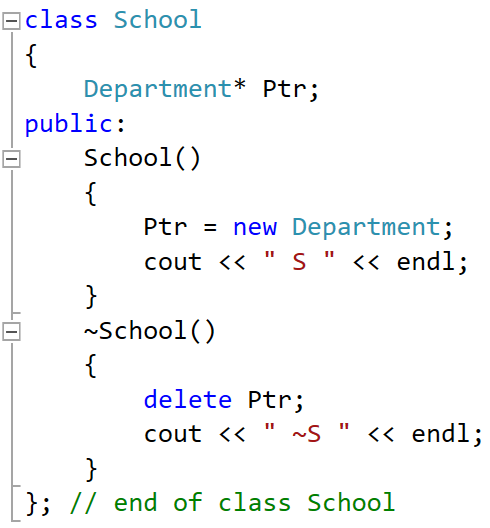 class School
{
    Department* Ptr;
public:
    School()
    {
        Ptr = new Department;
        cout << " S " << endl;
    }
    ~School()
    {
        delete Ptr;
        cout << " ~S " << endl;
    }
}; // end of class School